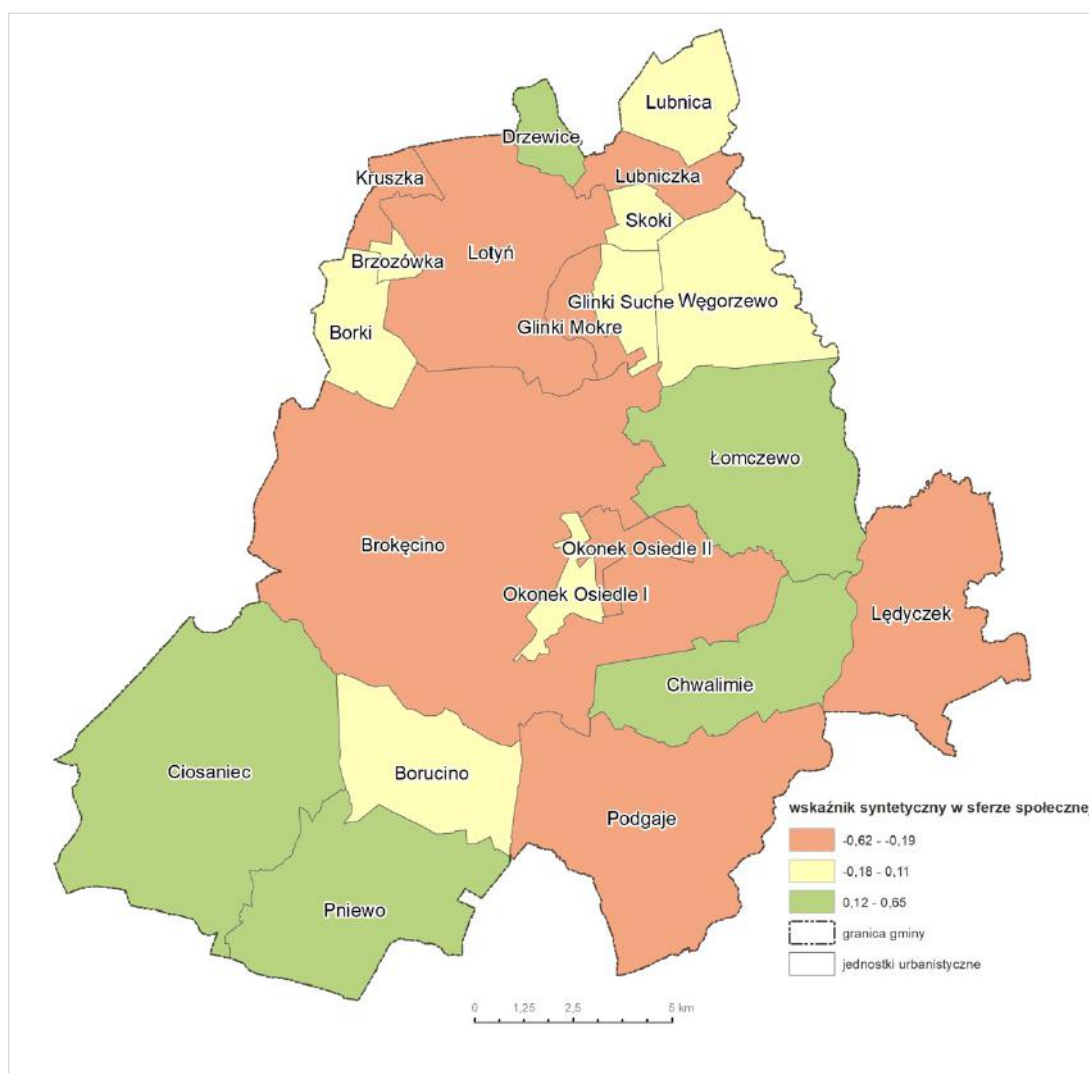 Lubnica
Drzewice
Kruszka
Lubniczka
Skoki
Brzozówka
Lotyń
Glinki Suche
Węgorzewo
Borki
Glinki Mokre
Łomczewo
Brokęcino
Okonek Osiedle II
Okonek Osiedle I
Lędyczek
Chwalimie
Ciosaniec
Borucino
Podgaje
Pniewo
wskaźnik syntetyczny w sferze społecznej
-0,62 - -0,19
-0,18 - 0,11
0,12 - 0,65
granica gminy
jednostki urbanistyczne
0 1,25 2,5 5 km